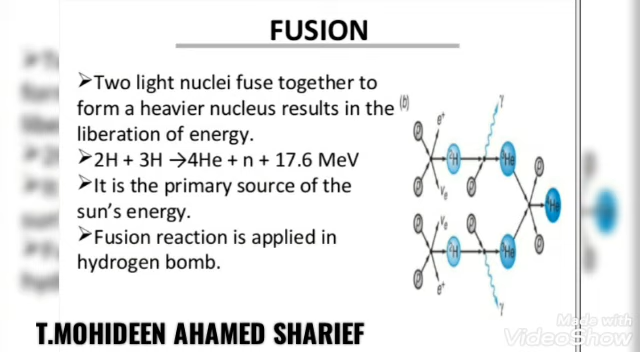 FUSION
➢Two light nuclei fuse together to
form a heavier nucleus results in the
liberation of energy.
➢2H + 3H →4He + n + 17.6 MeV
➢It is the primary source of the
sun's energy.
➢Fusion reaction is applied in
hydrogen bomb.
(b)
T.MOHIDEEN AHAMED SHARIEF
Made with
VideoShow